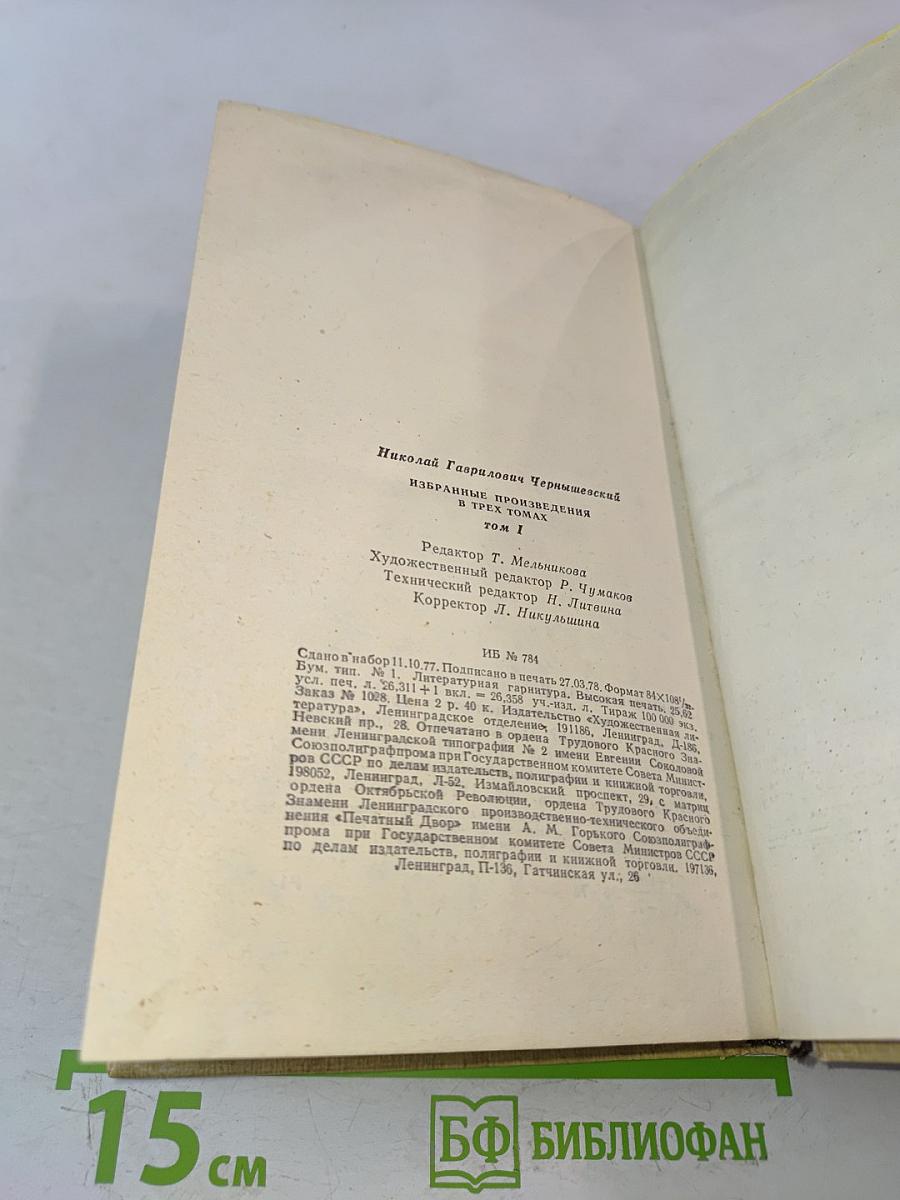 Николай Гаврилович Чернышевский
ИЗБРАННЫЕ ПРОИЗВЕДЕНИЯ
В ТРЕХ ТОМАХ
том I
Редактор Т. Мельникова
Художественный редактор Р. Чумаков
Технический редактор Н. Литвина
Корректор Л. Никульшина
ИБ № 784
Сдано в набор 11.10.77. Подписано в печать 27.03.78. Формат 84×108¹/₃₂.
Бум. тип. № 1. Литературная гарнитура. Высокая печать. 25,62
усл. печ. л. 26,311+1 вкл. = 26,358 уч.-изд. л. Тираж 100 000 экз.
Заказ № 1028. Цена 2 р. 40 к. Издательство «Художественная ли-
тература», Ленинградское отделение, 191186, Ленинград, Д-186,
Невский пр., 28. Отпечатано в ордена Трудового Красного Зна-
мени Ленинградской типографии № 2 имени Евгении Соколовой
Союзполиграфпрома при Государственном комитете Совета Минист-
ров СССР по делам издательств, полиграфии и книжной торговли,
198052, Ленинград, Л-52, Измайловский проспект, 29, с матриц
ордена Октябрьской Революции, ордена Трудового Красного
Знамени Ленинградского производственно-технического объеди-
нения «Печатный Двор» имени А. М. Горького Союзполиграф-
прома при Государственном комитете Совета Министров СССР
по делам издательств, полиграфии и книжной торговли. 197136,
Ленинград, П-136, Гатчинская ул., 26
15 см
БФ БИБЛИОФАН